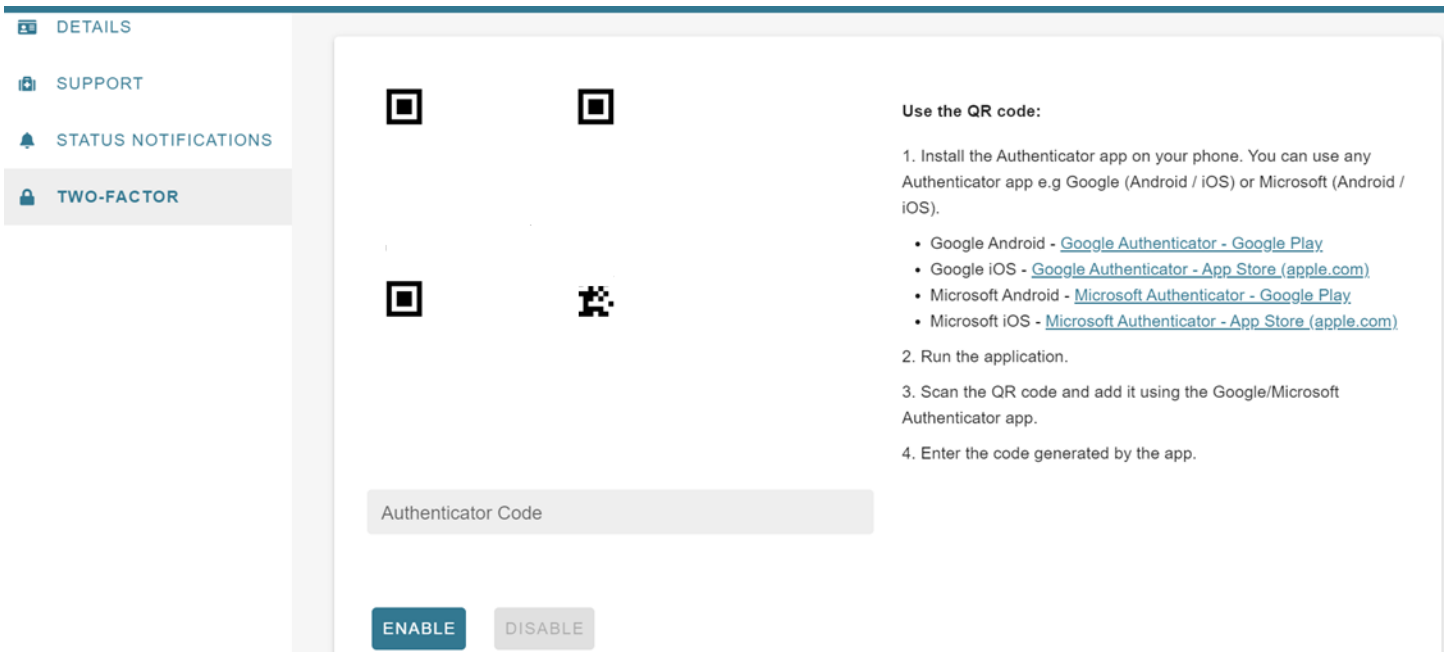 DETAILS
SUPPORT
STATUS NOTIFICATIONS
TWO-FACTOR
Use the QR code:
1. Install the Authenticator app on your phone. You can use any
Authenticator app e.g Google (Android / iOS) or Microsoft (Android /
iOS).
• Google Android - Google Authenticator - Google Play
• Google iOS - Google Authenticator - App Store (apple.com)
• Microsoft Android - Microsoft Authenticator - Google Play
• Microsoft iOS - Microsoft Authenticator - App Store (apple.com)
2. Run the application.
3. Scan the QR code and add it using the Google/Microsoft
Authenticator app.
4. Enter the code generated by the app.
Authenticator Code
ENABLE
DISABLE